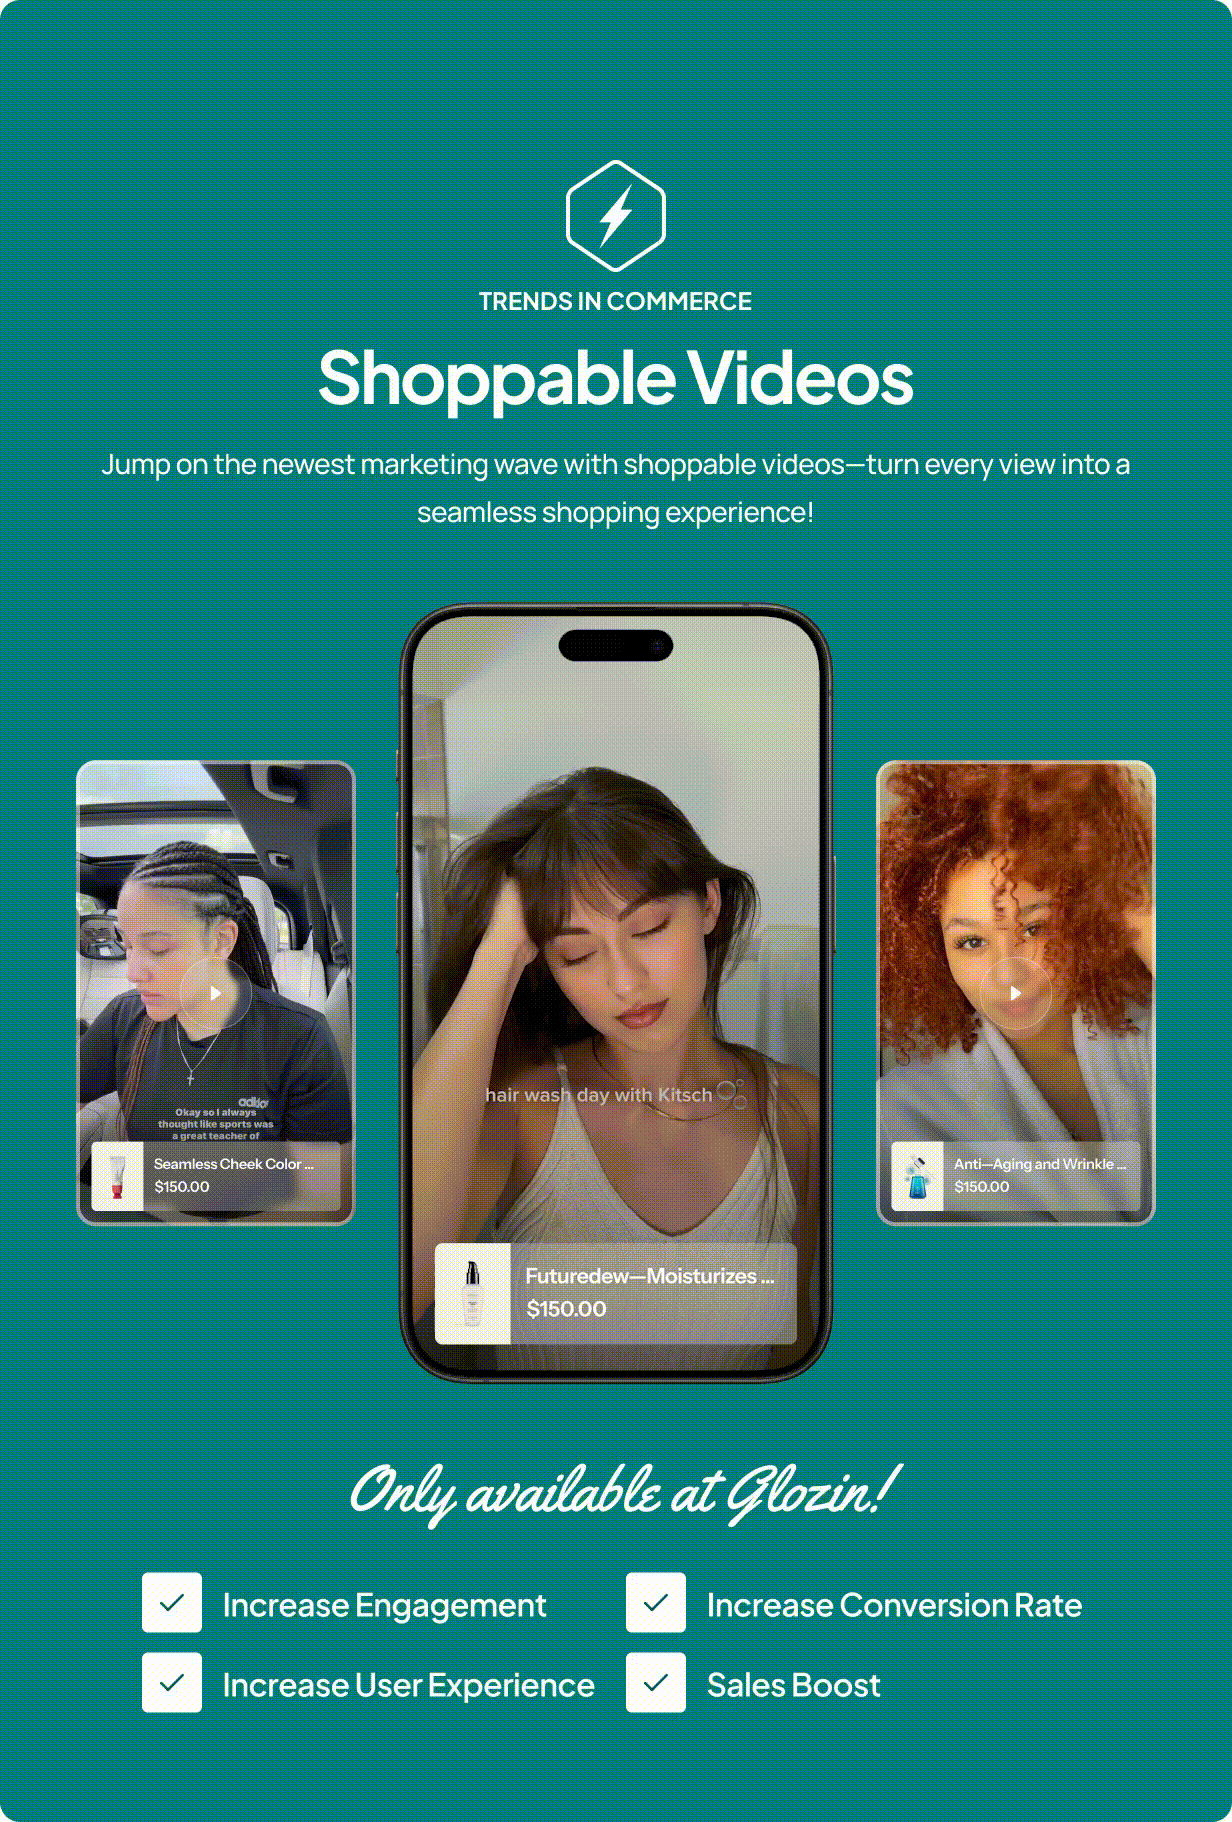 TRENDS IN COMMERCE
Shoppable Videos
Jump on the newest marketing wave with shoppable videos—turn every view into a
seamless shopping experience!
Okay so I always
thought like sports was
a great teacher of
Seamless Cheek Color ...
$150.00
hair wash day with Kitsch
Futuredew—Moisturizes ...
$150.00
Anti—Aging and Wrinkle ...
$150.00
Only available at Glozin!
Increase Engagement
Increase Conversion Rate
Increase User Experience
Sales Boost